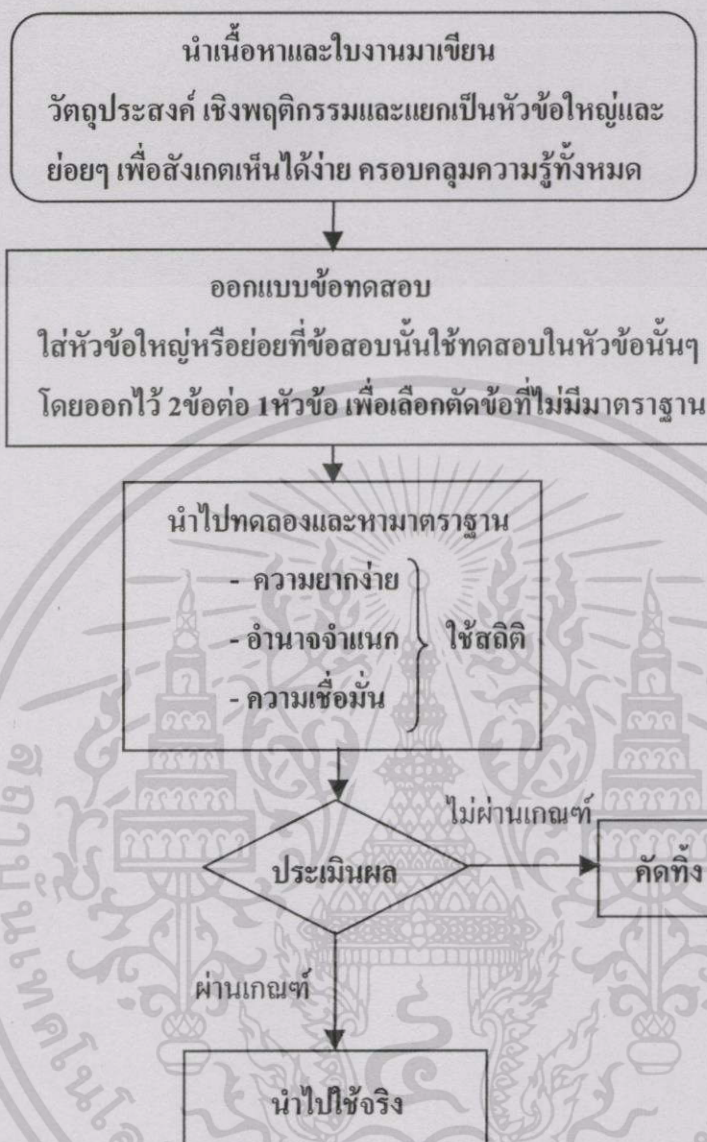 นำเนื้อหาและใบงานมาเขียน
วัตถุประสงค์ เชิงพฤติกรรมและแยกเป็นหัวข้อใหญ่และ
ย่อยๆ เพื่อสังเกตเห็นได้ง่าย ครอบคลุมความรู้ทั้งหมด
ออกแบบข้อทดสอบ
ใส่หัวข้อใหญ่หรือย่อยที่ข้อสอบนั้นใช้ทดสอบในหัวข้อนั้นๆ
โดยออกไว้ 2ข้อต่อ 1หัวข้อ เพื่อเลือกตัดข้อที่ไม่มีมาตราฐาน
นำไปทดลองและหามาตราฐาน
- ความยากง่าย
- อำนาจจำแนก
ใช้สถิติ
- ความเชื่อมั่น
ไม่ผ่านเกณฑ์
ประเมินผล
คัดทิ้ง
ผ่านเกณฑ์
นำไปใช้จริง
สถาบันเทคโนโ